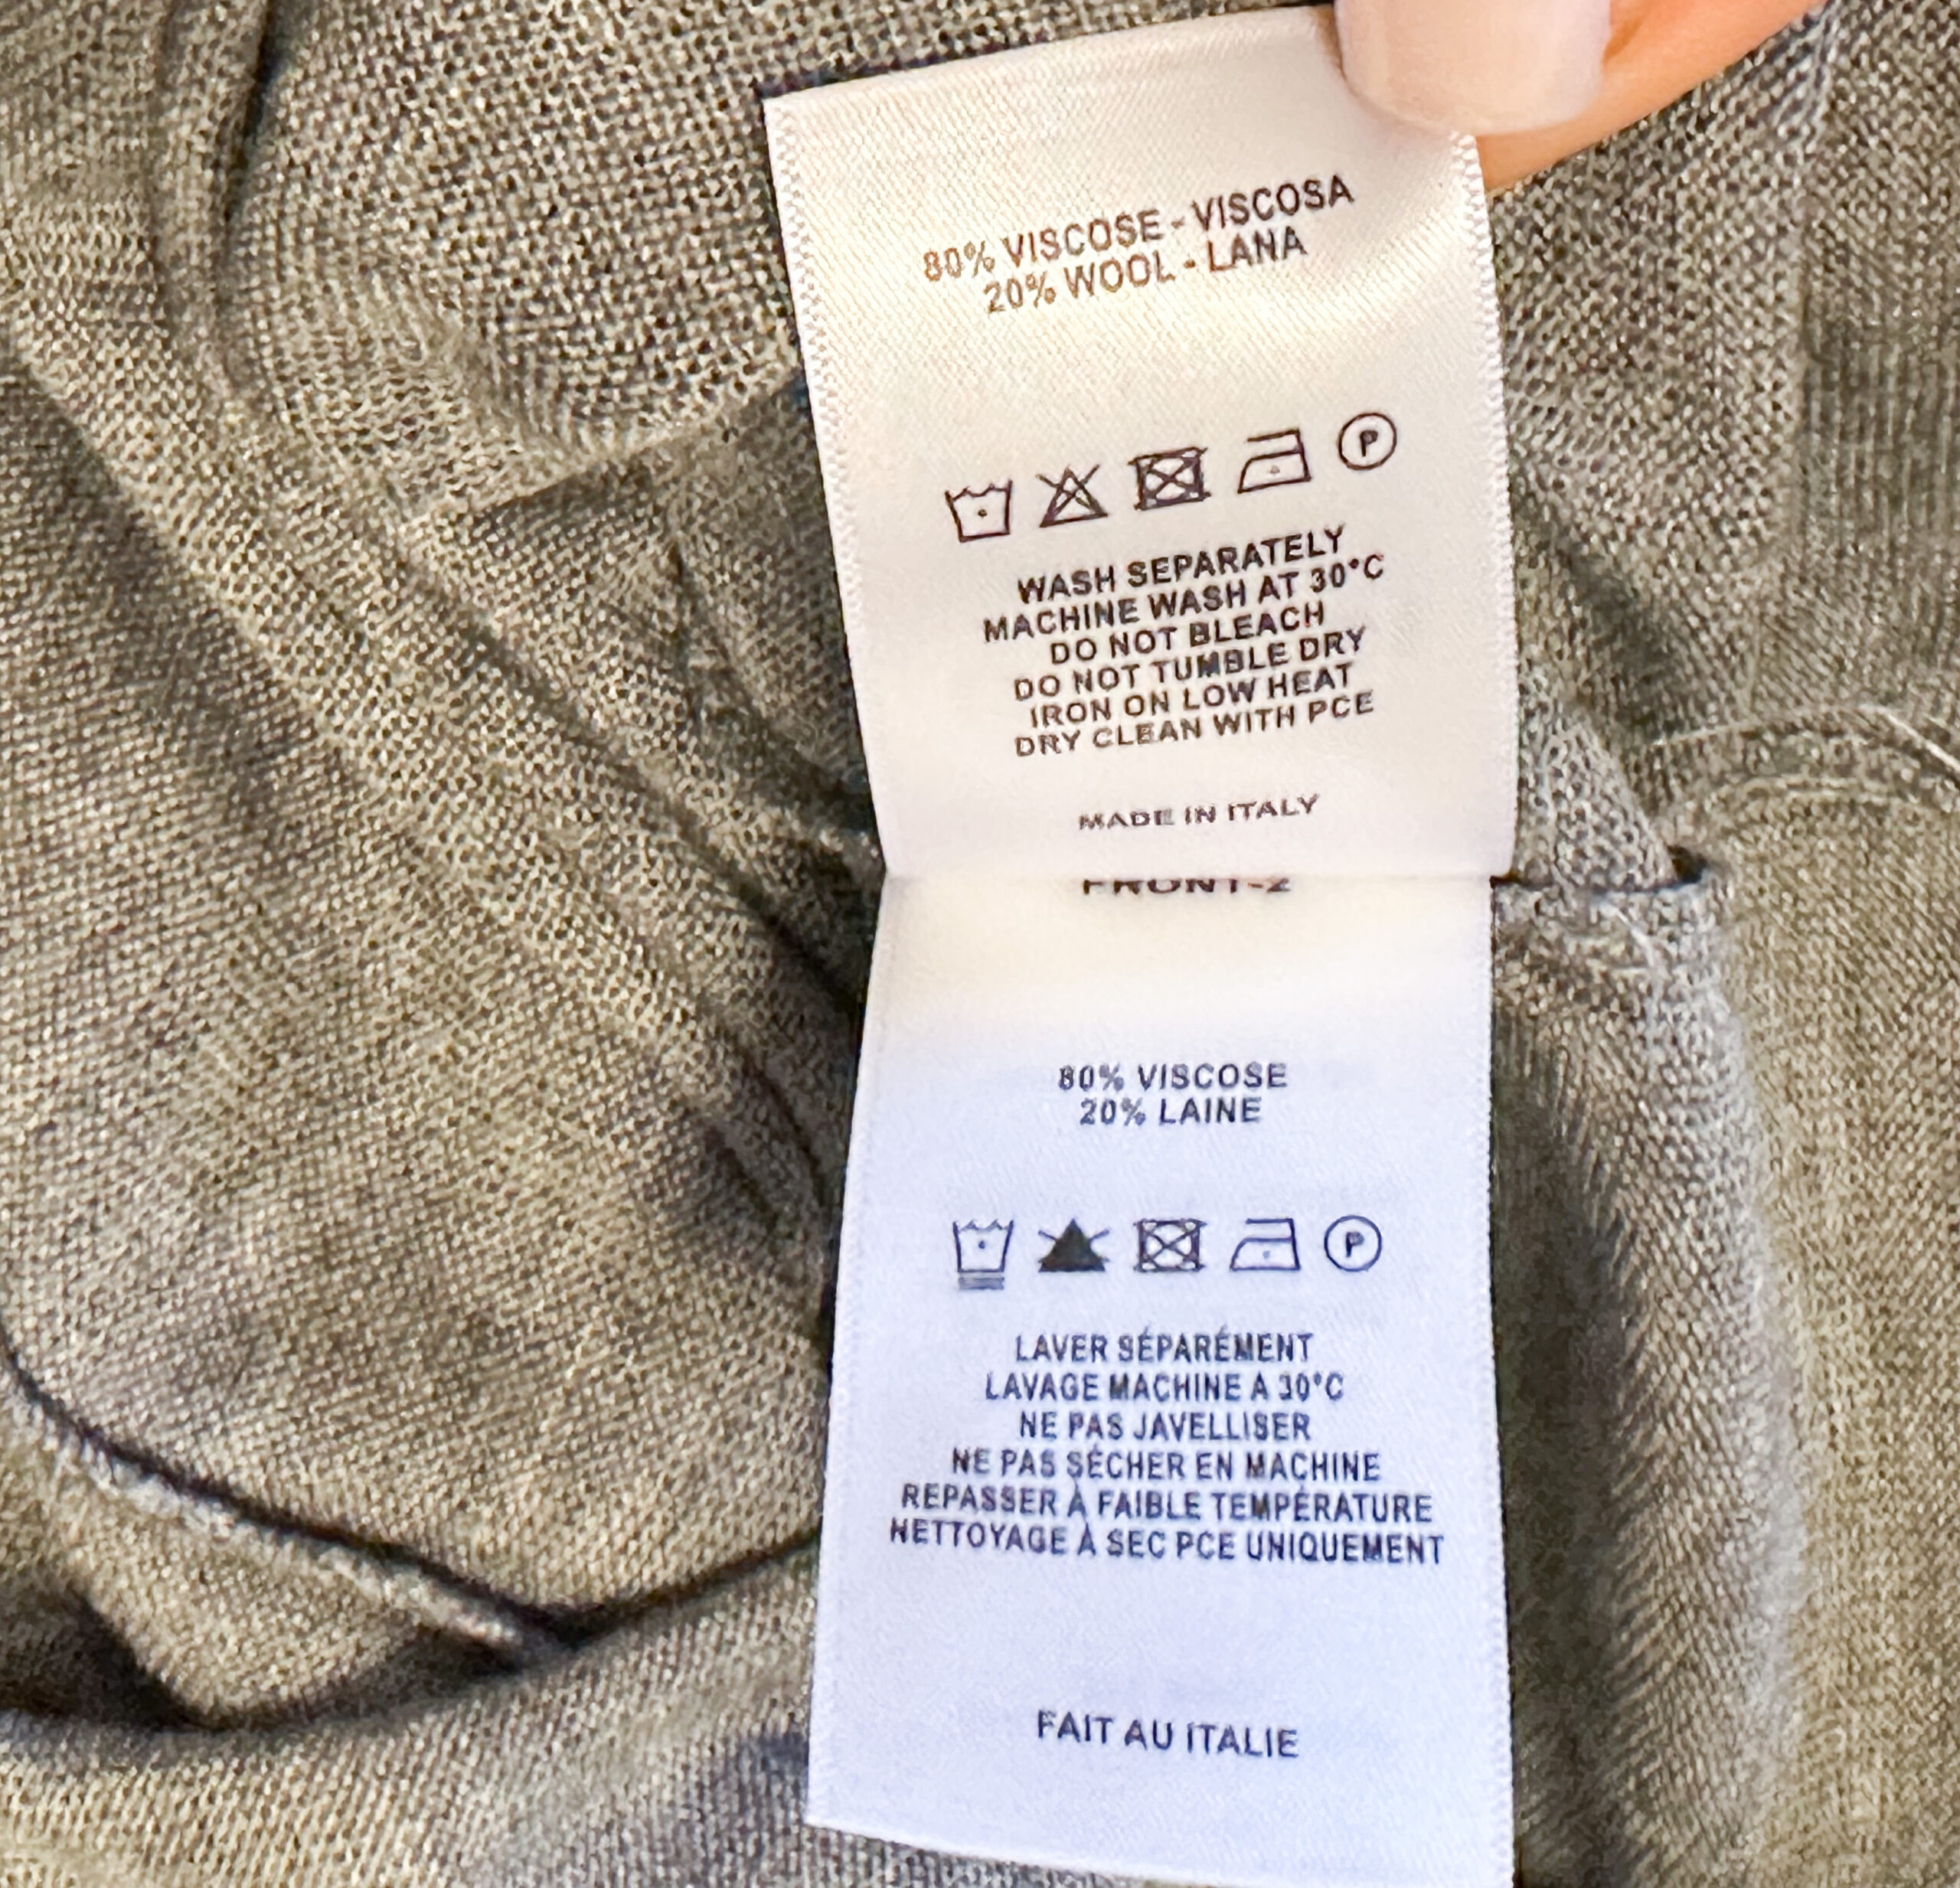 80% VISCOSE - VISCOSA
20% WOOL - LANA
P
WASH SEPARATELY
MACHINE WASH AT 30°C
DO NOT BLEACH
DO NOT TUMBLE DRY
IRON ON LOW HEAT
DRY CLEAN WITH PCE
MADE IN ITALY
FRONT-2
80% VISCOSE
20% LAINE
P
LAVER SÉPARÉMENT
LAVAGE MACHINE A 30°C
NE PAS JAVELLISER
NE PAS SÉCHER EN MACHINE
REPASSER À FAIBLE TEMPÉRATURE
NETTOYAGE À SEC PCE UNIQUEMENT
FAIT AU ITALIE